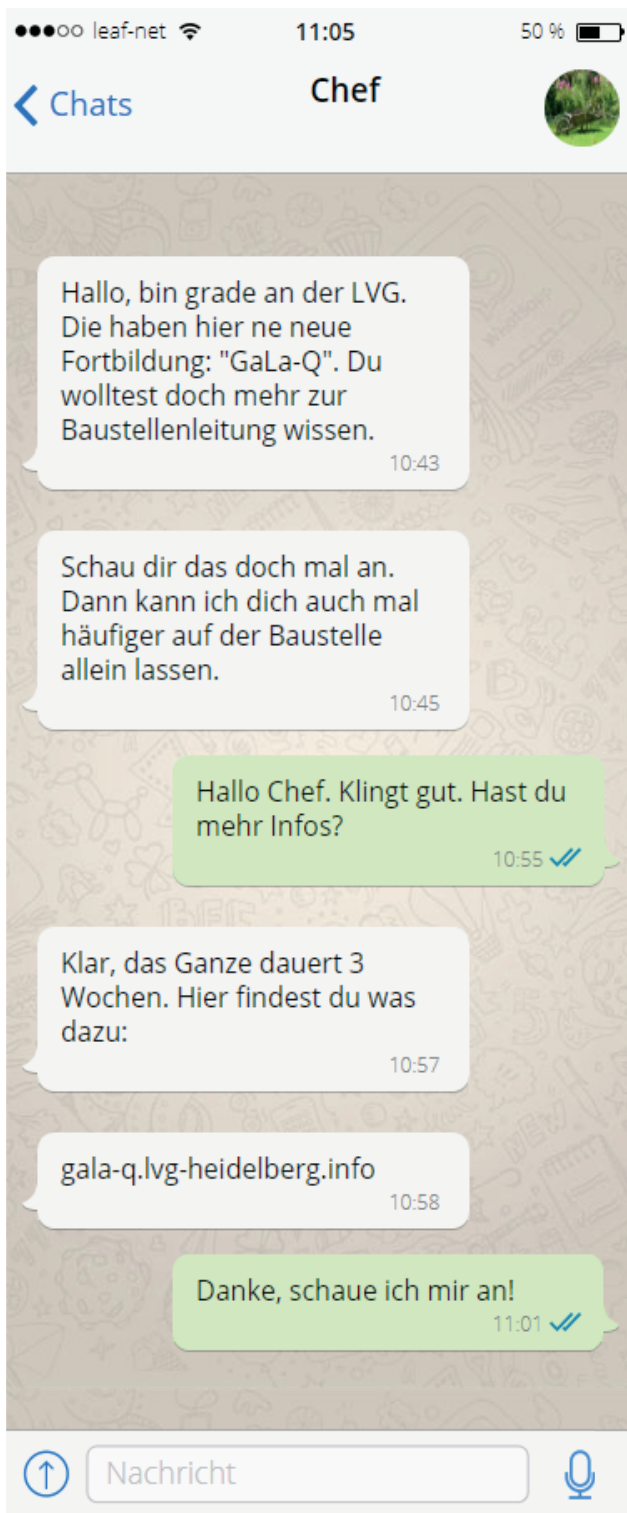 leaf-net 11:05 50 %
Chats Chef
Hallo, bin grade an der LVG.
Die haben hier ne neue
Fortbildung: "GaLa-Q". Du
wolltest doch mehr zur
Baustellenleitung wissen.
10:43
Schau dir das doch mal an.
Dann kann ich dich auch mal
häufiger auf der Baustelle
allein lassen.
10:45
Hallo Chef. Klingt gut. Hast du
mehr Infos?
10:55
Klar, das Ganze dauert 3
Wochen. Hier findest du was
dazu:
10:57
gala-q.lvg-heidelberg.info
10:58
Danke, schaue ich mir an!
11:01
Nachricht